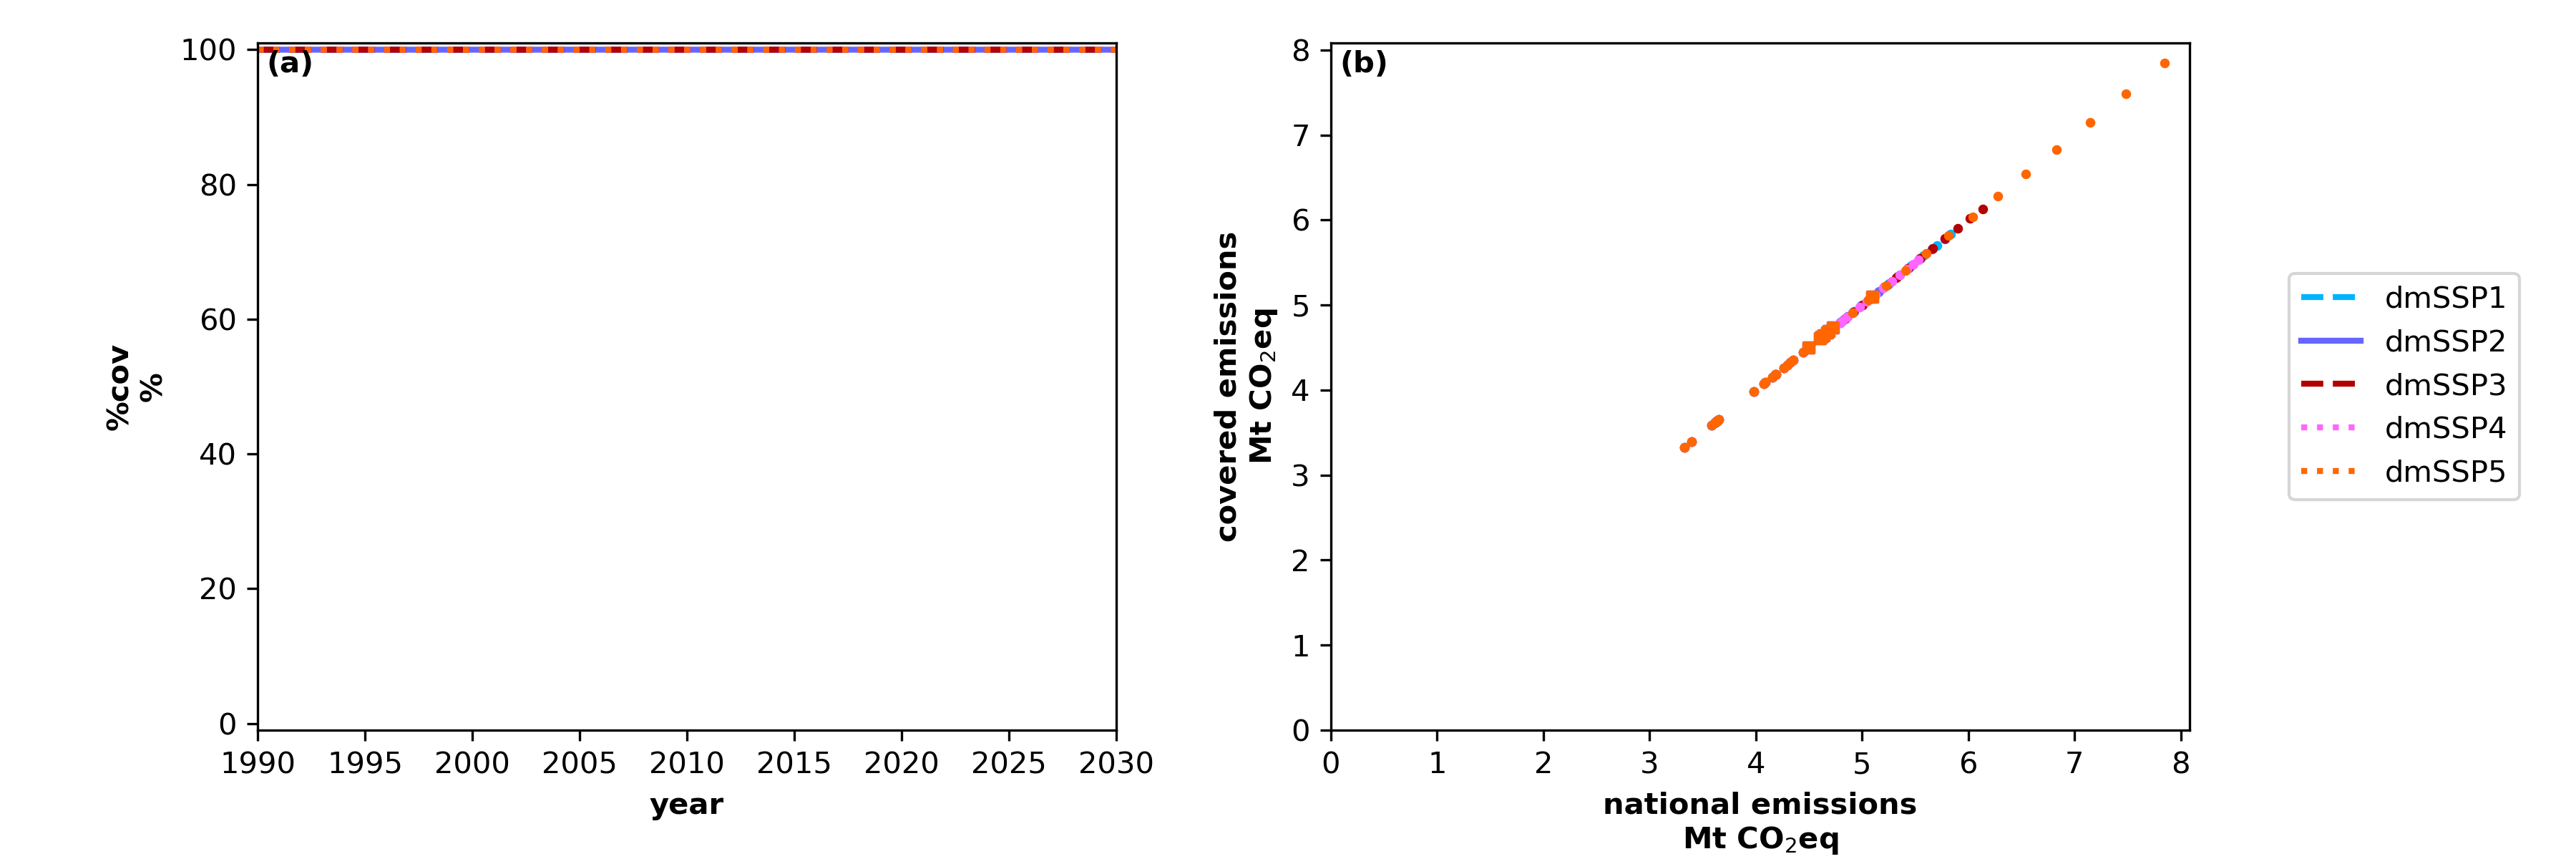 (a)
100
80
60
40
20
0
%cov
%
1990 1995 2000 2005 2010 2015 2020 2025 2030
year
(b)
8
7
6
5
4
3
2
1
0
covered emissions
Mt CO₂eq
0 1 2 3 4 5 6 7 8
national emissions
Mt CO₂eq
dmSSP1
dmSSP2
dmSSP3
dmSSP4
dmSSP5